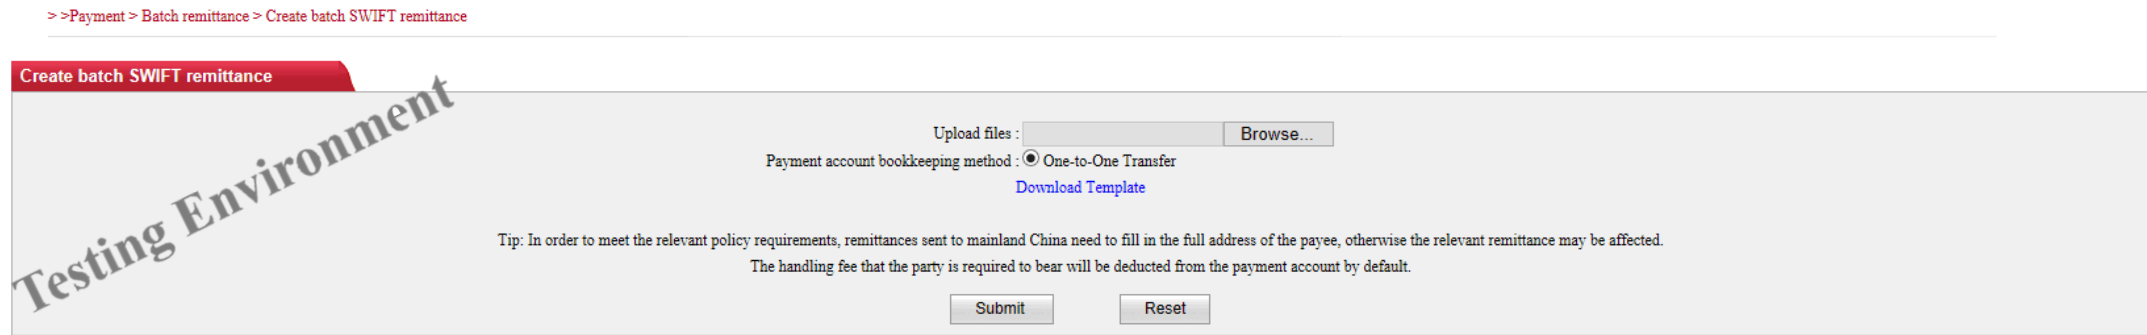 > >Payment > Batch remittance > Create batch SWIFT remittance
Create batch SWIFT remittance
Testing Environment
Upload files : Browse...
Payment account bookkeeping method : One-to-One Transfer
Download Template
Tip: In order to meet the relevant policy requirements, remittances sent to mainland China need to fill in the full address of the payee, otherwise the relevant remittance may be affected.
The handling fee that the party is required to bear will be deducted from the payment account by default.
Submit Reset